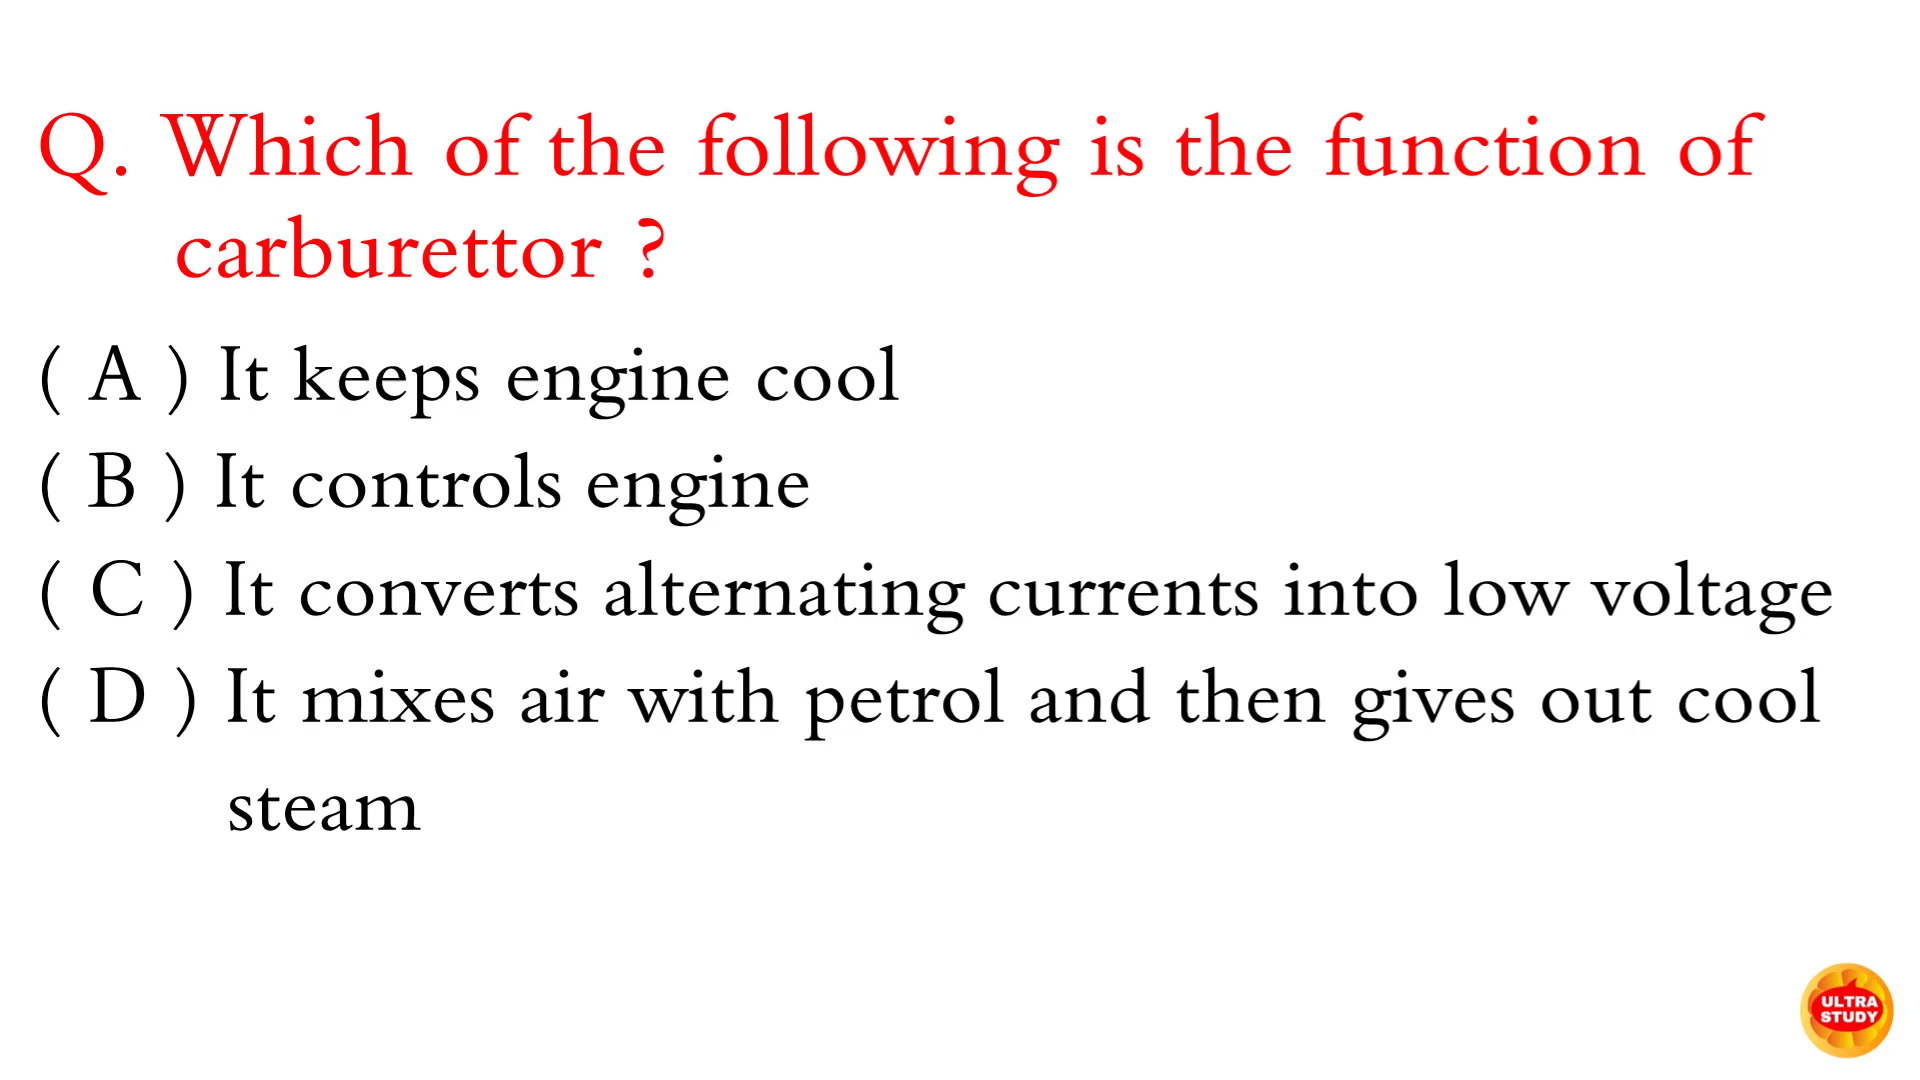 Q. Which of the following is the function of
carburettor ?
( A ) It keeps engine cool
( B ) It controls engine
( C ) It converts alternating currents into low voltage
( D ) It mixes air with petrol and then gives out cool
steam
ULTRA
STUDY